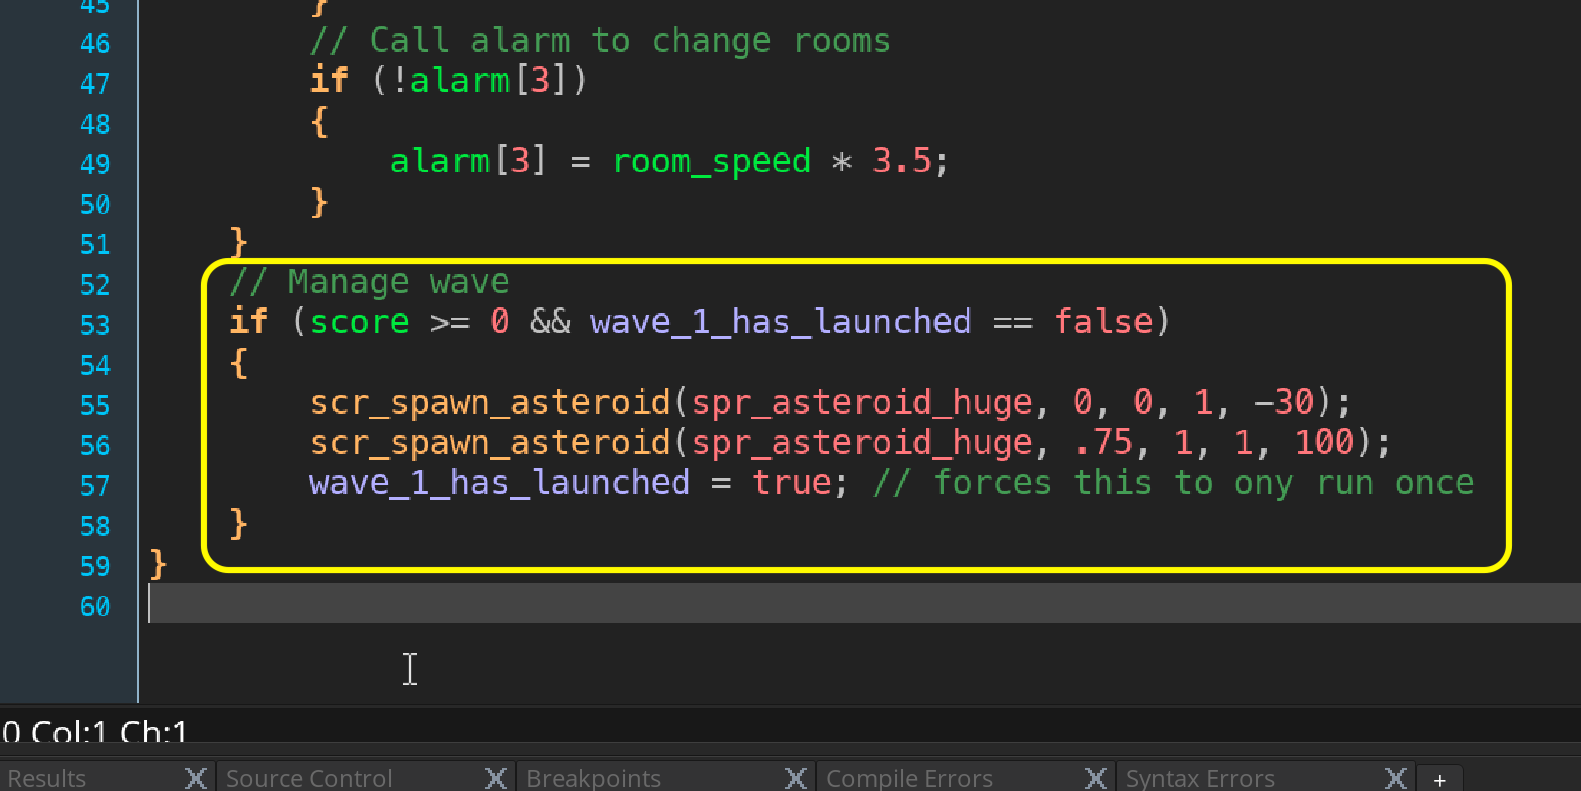 45 }
46 // Call alarm to change rooms
47 if (!alarm[3])
48 {
49 alarm[3] = room_speed * 3.5;
50 }
51 }
52 // Manage wave
53 if (score >= 0 && wave_1_has_launched == false)
54 {
55 scr_spawn_asteroid(spr_asteroid_huge, 0, 0, 1, -30);
56 scr_spawn_asteroid(spr_asteroid_huge, .75, 1, 1, 100);
57 wave_1_has_launched = true; // forces this to ony run once
58 }
59 }
60
0 Col:1 Ch:1
Results X Source Control X Breakpoints X Compile Errors X Syntax Errors X +